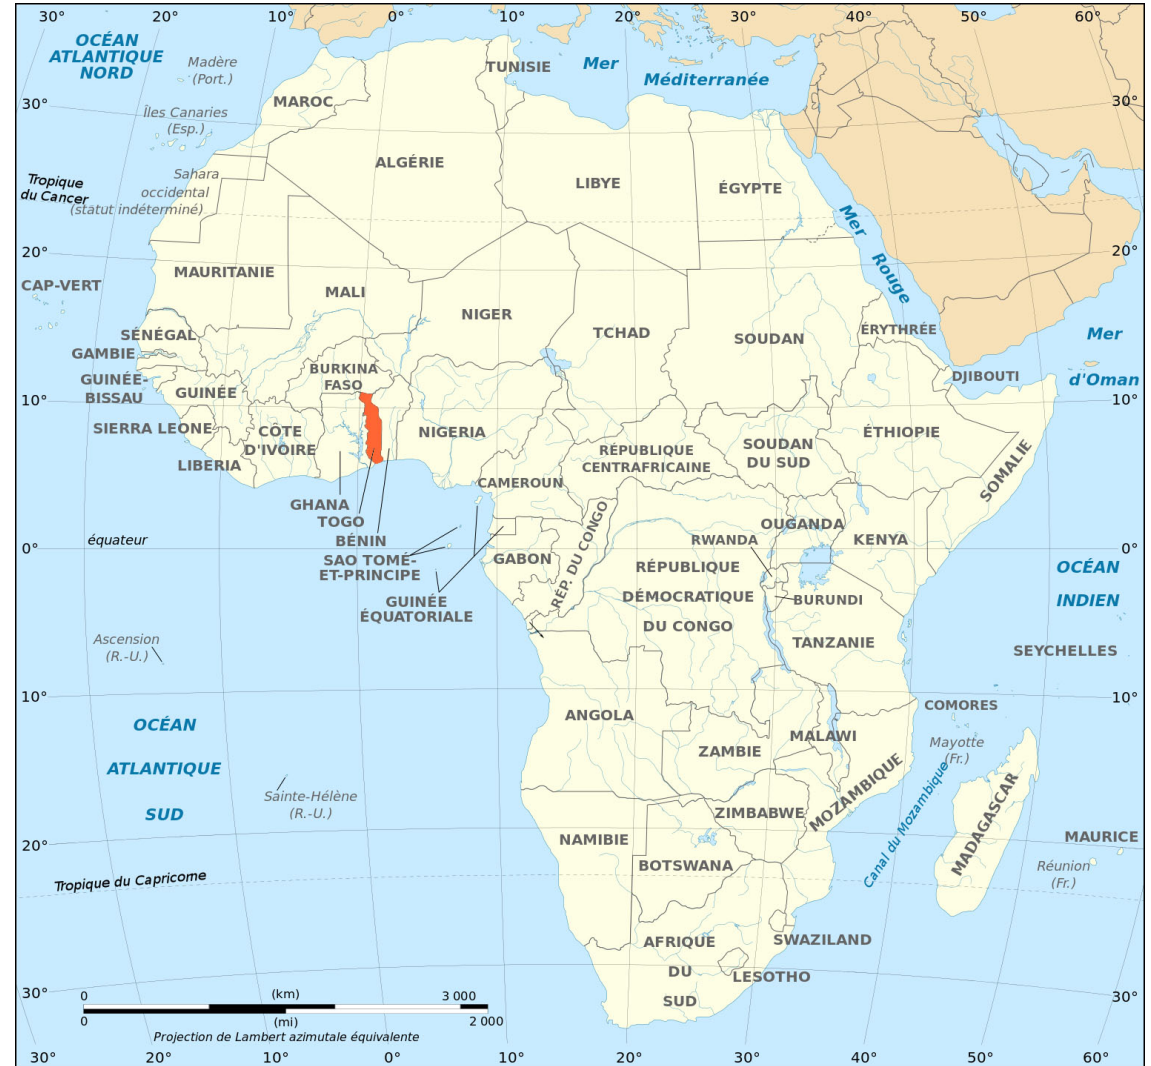 30° 20° 10° 0° 10° 20° 30° 40° 50° 60°
OCÉAN
ATLANTIQUE
NORD
Madère
(Port.)
TUNISIE
Mer
Méditerranée
30°
MAROC
30°
Îles Canaries
(Esp.)
ALGÉRIE
LIBYE
ÉGYPTE
Tropique
du Cancer
Sahara
occidental
(statut indéterminé)
Mer
Rouge
20°
20°
CAP-VERT
MAURITANIE
MALI
NIGER
TCHAD
SOUDAN
ÉRYTHRÉE
Mer
d'Oman
SÉNÉGAL
GAMBIE
GUINÉE-
BISSAU
GUINÉE
BURKINA
FASO
DJIBOUTI
10°
10°
SIERRA LEONE
CÔTE
D'IVOIRE
NIGERIA
LIBERIA
RÉPUBLIQUE
CENTRAFRICAINE
SOUDAN
DU SUD
ÉTHIOPIE
SOMALIE
CAMEROUN
GHANA
TOGO
BÉNIN
SAO TOMÉ-
ET-PRINCIPE
GUINÉE
ÉQUATORIALE
équateur
0°
0°
GABON
RÉP. DU CONGO
RÉPUBLIQUE
DÉMOCRATIQUE
DU CONGO
OUGANDA
RWANDA
KENYA
BURUNDI
TANZANIE
OCÉAN
INDIEN
Ascension
(R.-U.)
SEYCHELLES
10°
10°
OCÉAN
ATLANTIQUE
SUD
ANGOLA
ZAMBIE
MALAWI
COMORES
Mayotte
(Fr.)
MOZAMBIQUE
Canal du Mozambique
MADAGASCAR
Sainte-Hélène
(R.-U.)
ZIMBABWE
NAMIBIE
BOTSWANA
MAURICE
Réunion
(Fr.)
20°
Tropique du Capricorne
AFRIQUE
DU
SUD
SWAZILAND
LESOTHO
30°
30°
0 (km) 3 000
0 (mi) 2 000
Projection de Lambert azimutale équivalente
30° 20° 10° 0° 10° 20° 30° 40° 50° 60°